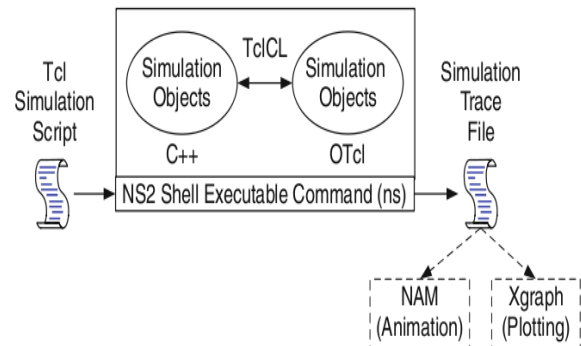 Tcl
Simulation
Script
TclCL
Simulation
Objects
Simulation
Objects
C++
OTcl
NS2 Shell Executable Command (ns)
Simulation
Trace
File
NAM
(Animation)
Xgraph
(Plotting)